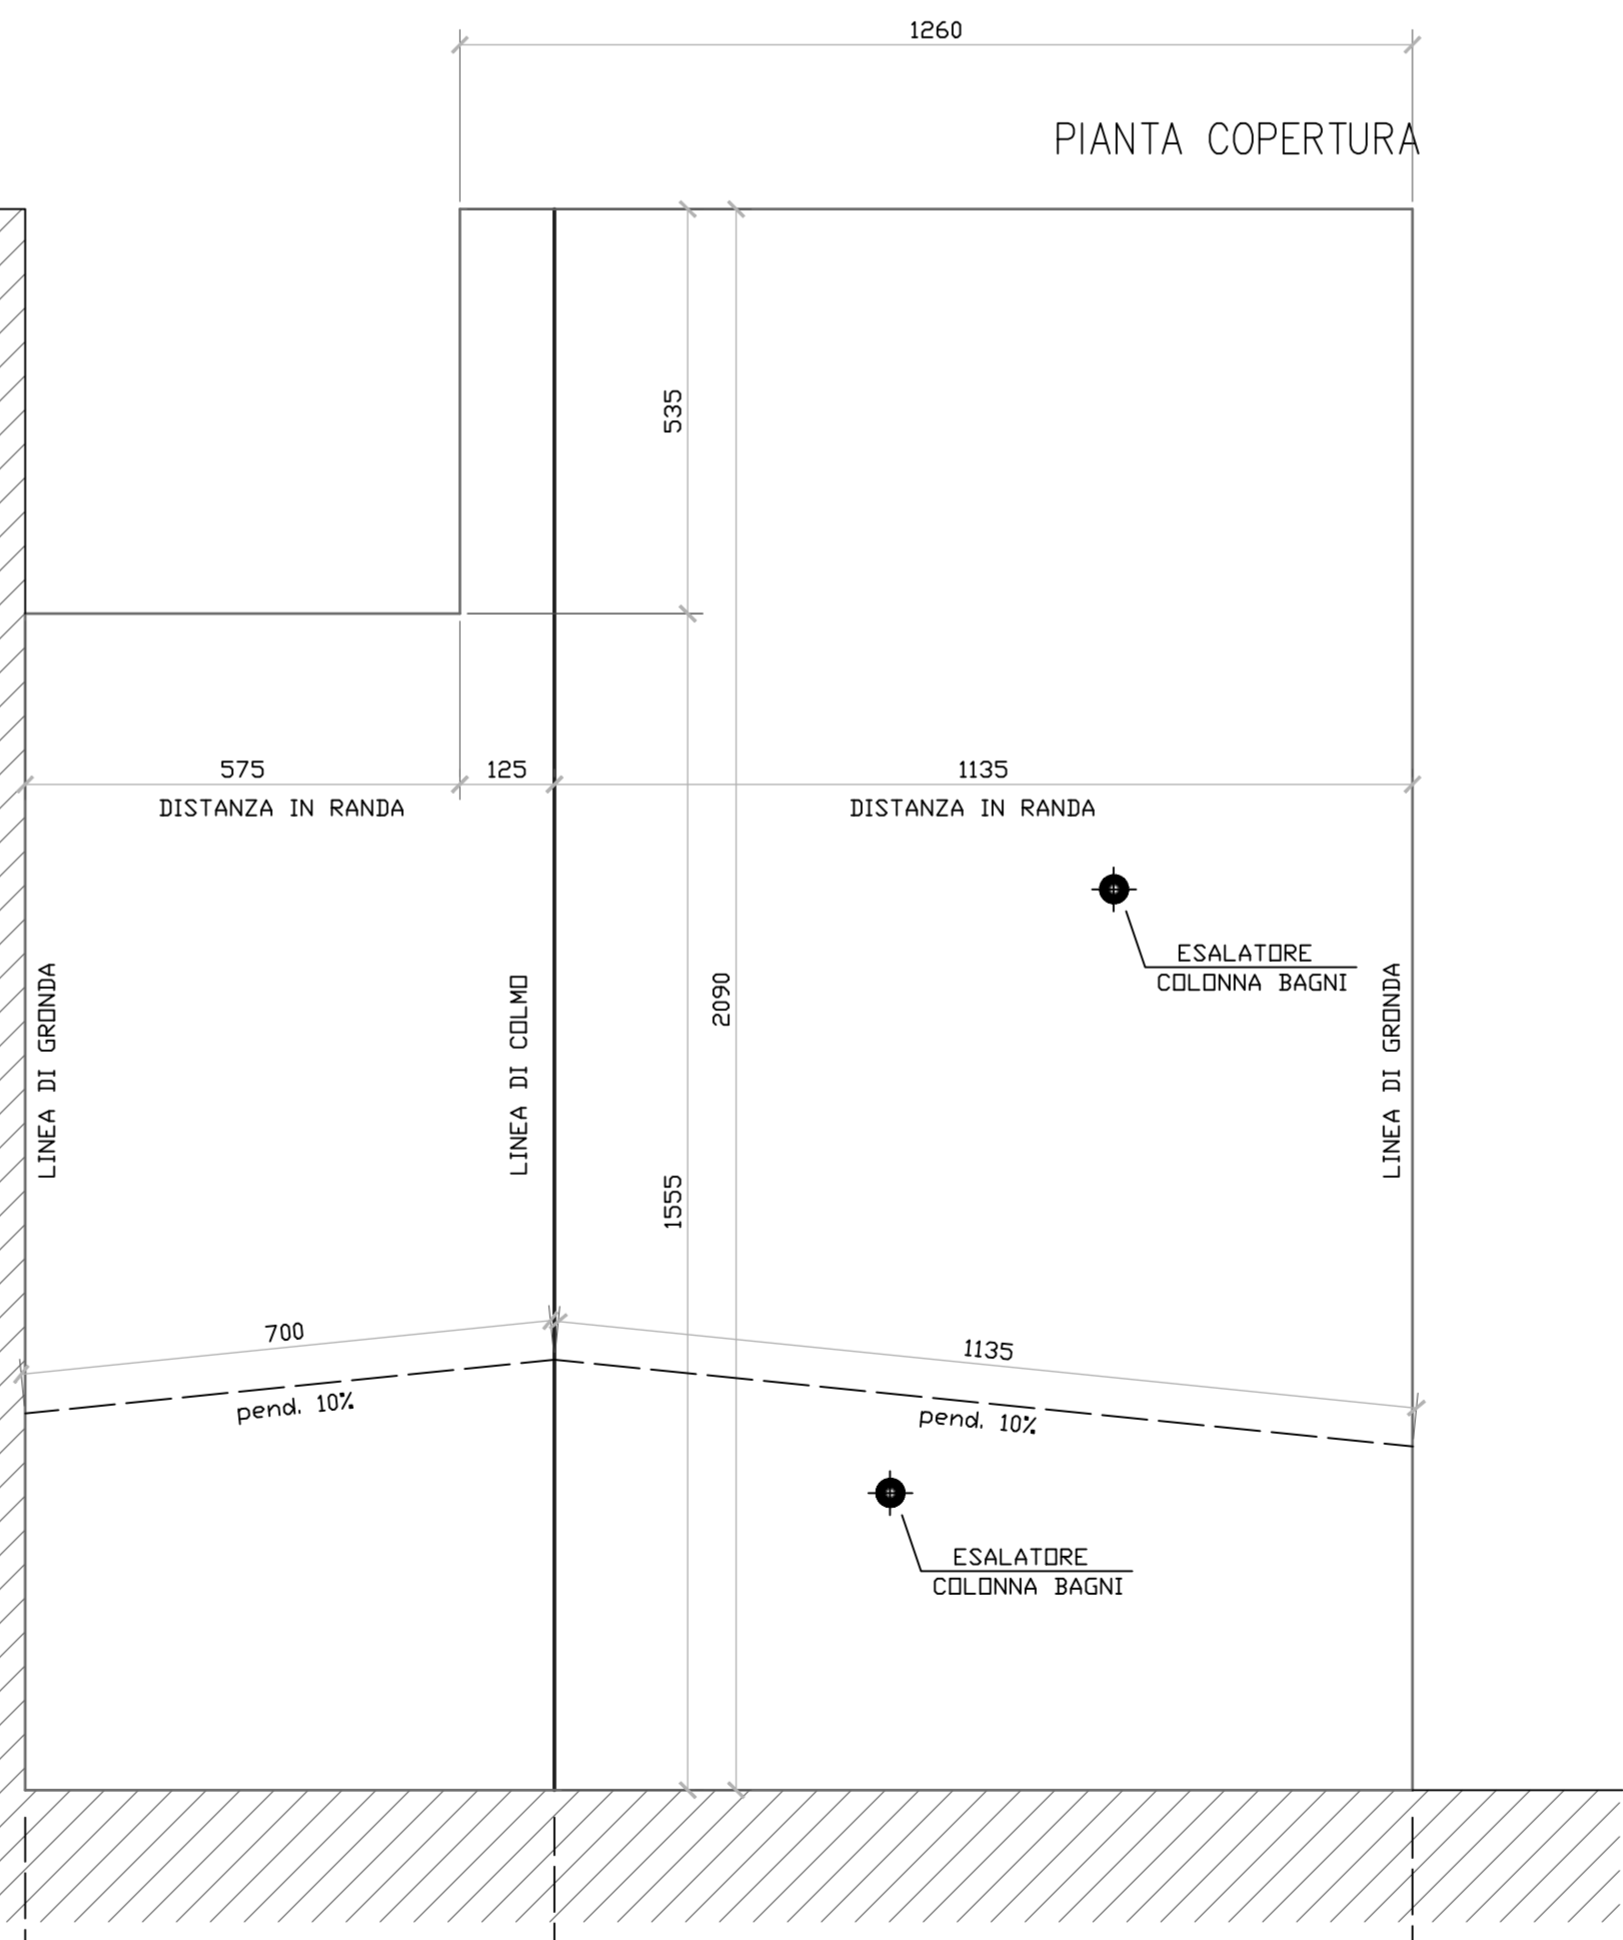 1260
PIANTA COPERTURA
535
575
125
1135
DISTANZA IN RANDA
DISTANZA IN RANDA
ESALATORE
COLONNA BAGNI
LINEA DI GRONDA
LINEA DI COLMO
2090
LINEA DI GRONDA
1555
700
1135
pend. 10%
pend. 10%
ESALATORE
COLONNA BAGNI